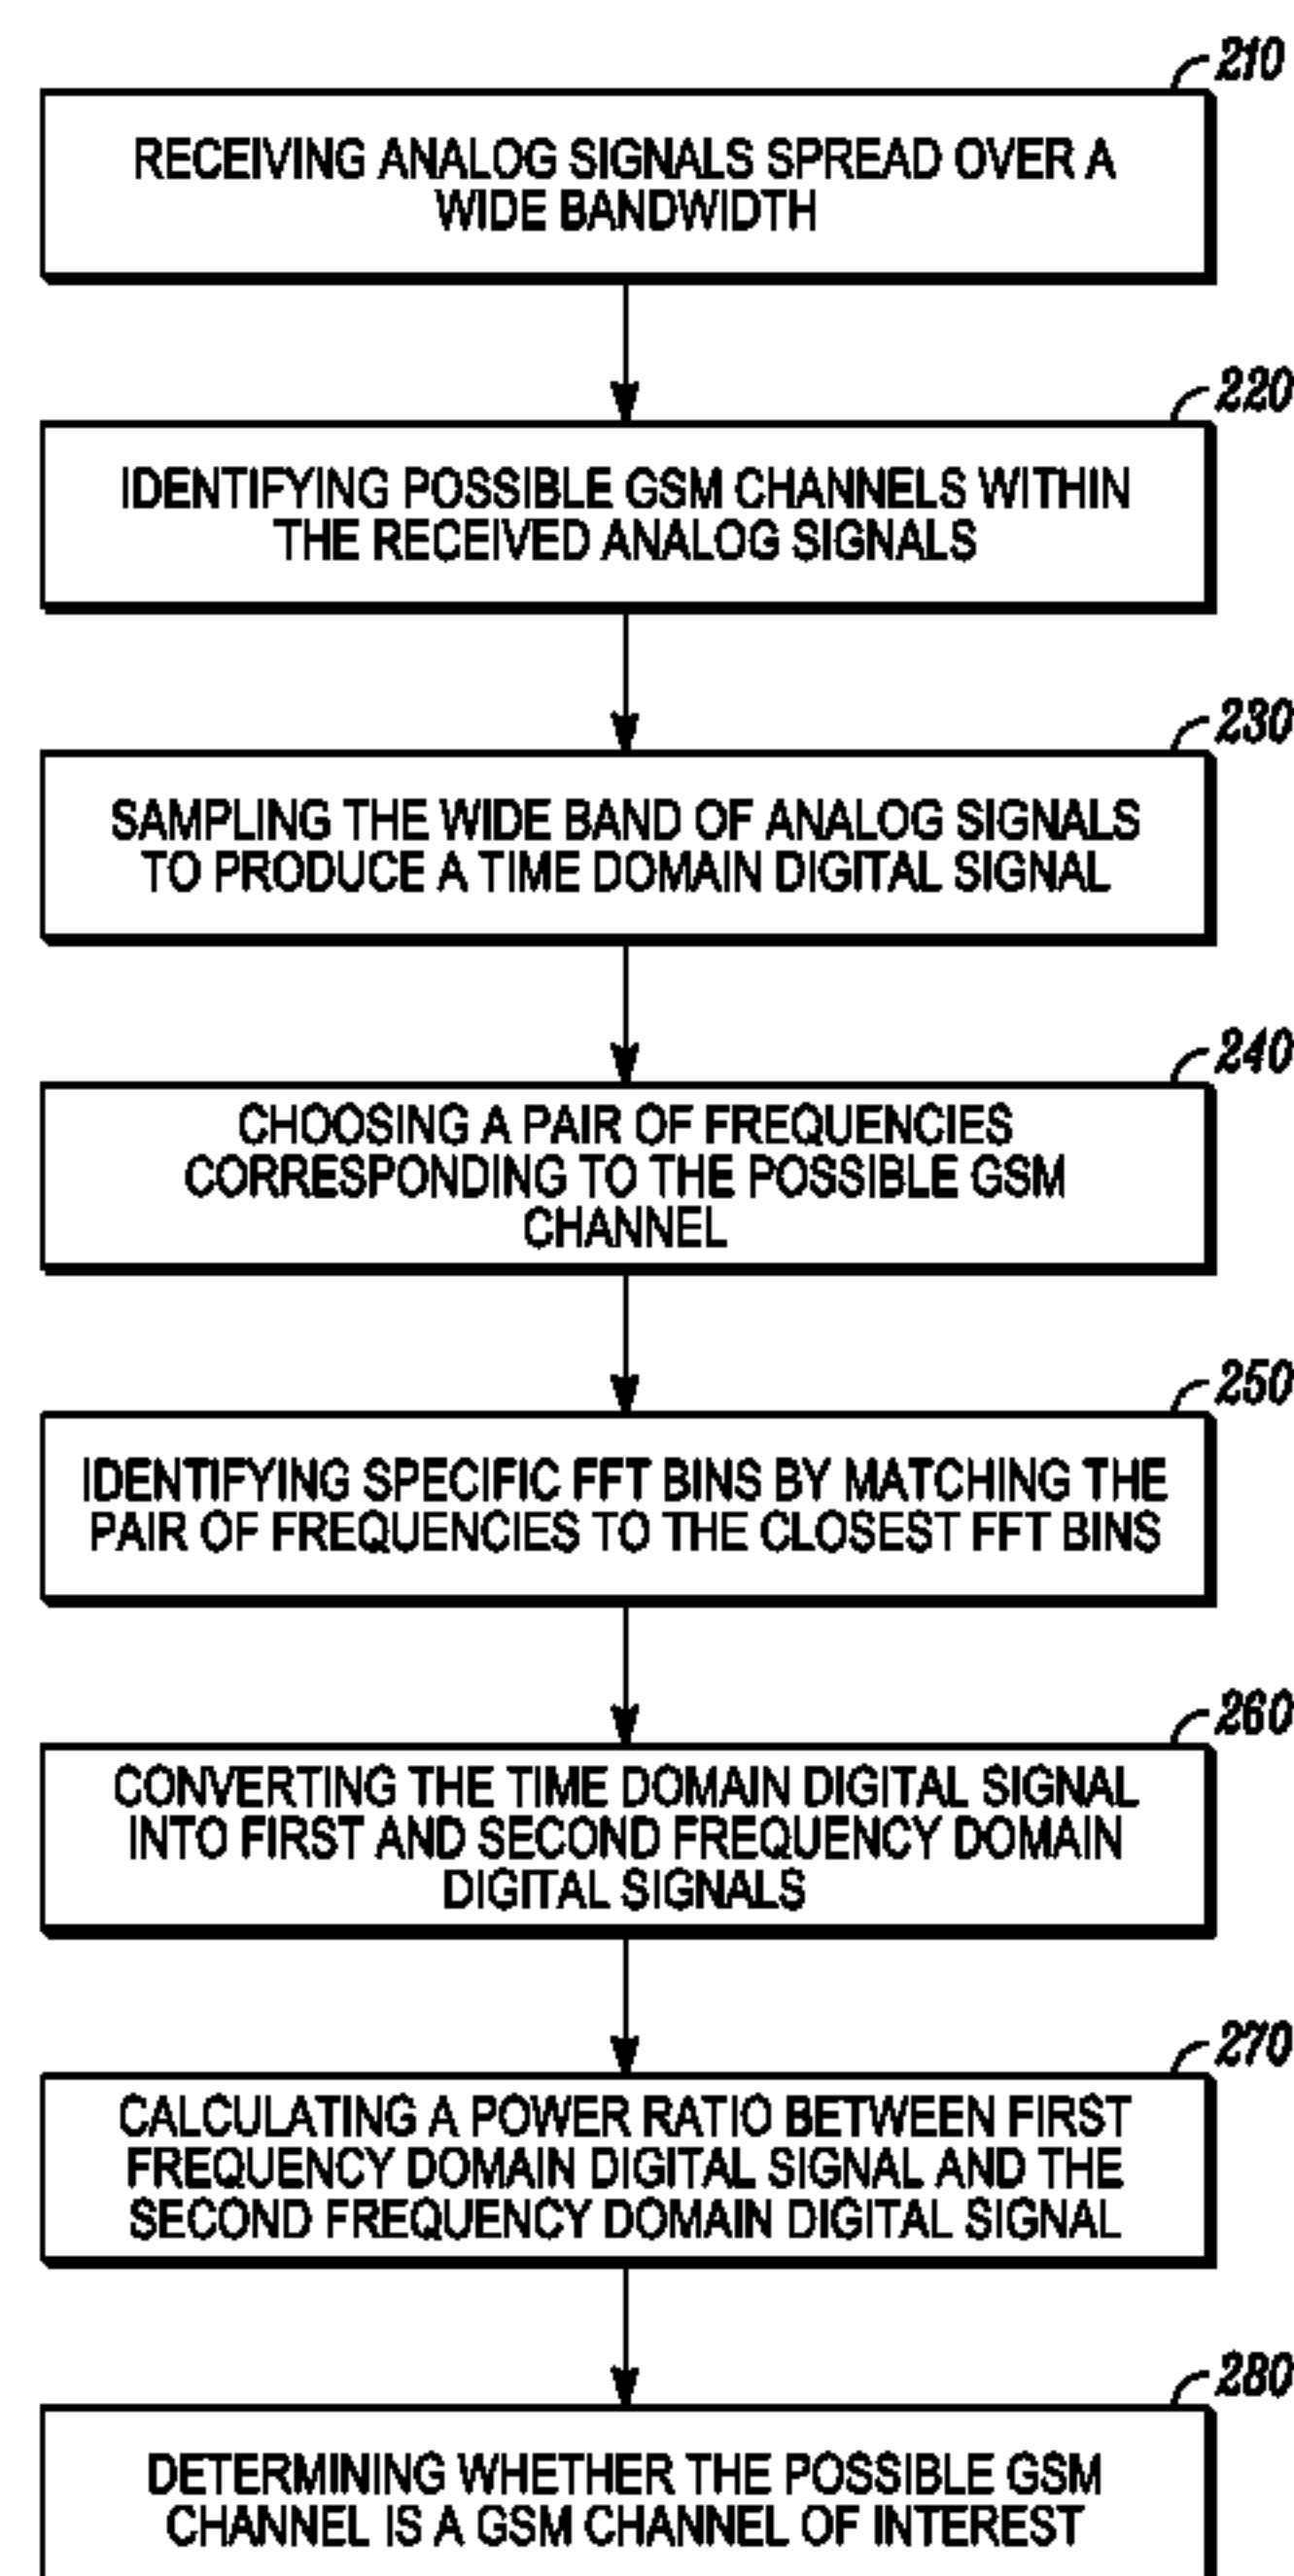 210
RECEIVING ANALOG SIGNALS SPREAD OVER A
WIDE BANDWIDTH
220
IDENTIFYING POSSIBLE GSM CHANNELS WITHIN
THE RECEIVED ANALOG SIGNALS
230
SAMPLING THE WIDE BAND OF ANALOG SIGNALS
TO PRODUCE A TIME DOMAIN DIGITAL SIGNAL
240
CHOOSING A PAIR OF FREQUENCIES
CORRESPONDING TO THE POSSIBLE GSM
CHANNEL
250
IDENTIFYING SPECIFIC FFT BINS BY MATCHING THE
PAIR OF FREQUENCIES TO THE CLOSEST FFT BINS
260
CONVERTING THE TIME DOMAIN DIGITAL SIGNAL
INTO FIRST AND SECOND FREQUENCY DOMAIN
DIGITAL SIGNALS
270
CALCULATING A POWER RATIO BETWEEN FIRST
FREQUENCY DOMAIN DIGITAL SIGNAL AND THE
SECOND FREQUENCY DOMAIN DIGITAL SIGNAL
280
DETERMINING WHETHER THE POSSIBLE GSM
CHANNEL IS A GSM CHANNEL OF INTEREST